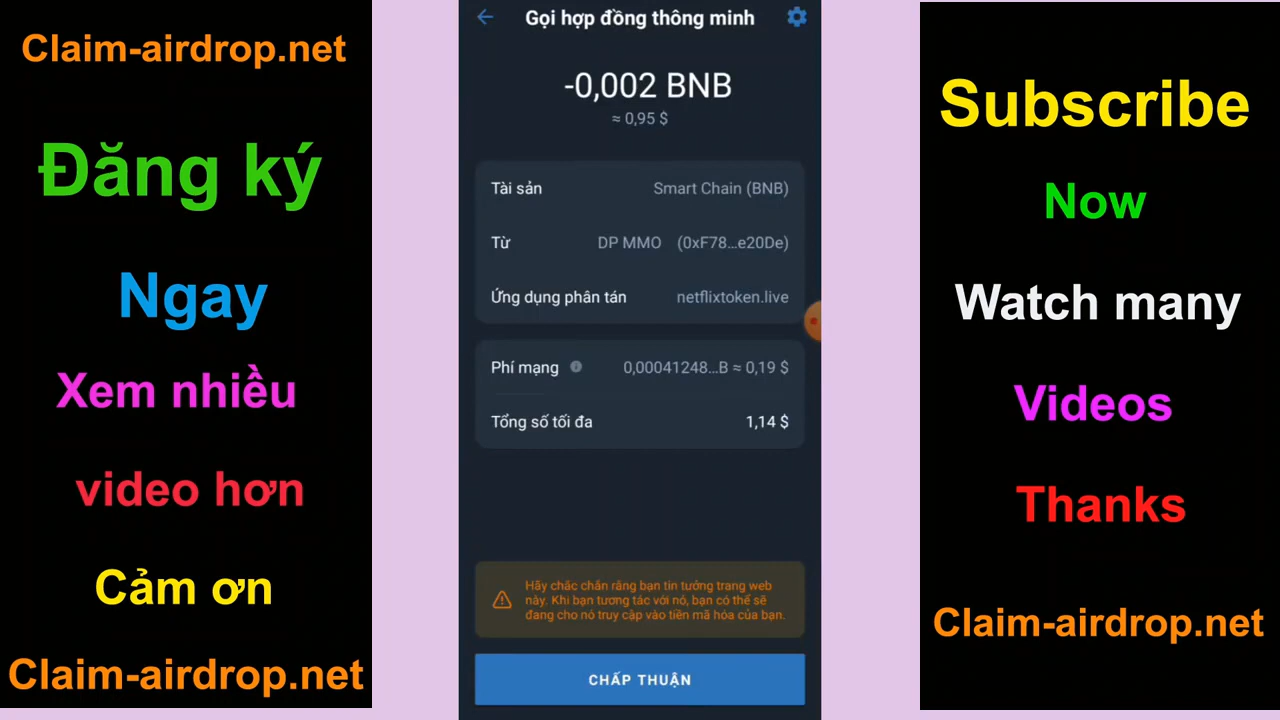 Claim-airdrop.net
Đăng ký
Ngay
Xem nhiều
video hơn
Cảm ơn
Claim-airdrop.net
Gọi hợp đồng thông minh
-0,002 BNB
≈ 0,95 $
Tài sản Smart Chain (BNB)
Từ DP MMO (0xF78...e20De)
Ứng dụng phân tán netflixtoken.live
Phí mạng 0,00041248...B ≈ 0,19 $
Tổng số tối đa 1,14 $
Hãy chắc chắn rằng bạn tin tưởng trang web
này. Khi bạn tương tác với nó, bạn có thể sẽ
đang cho nó truy cập vào tiền mã hóa của bạn.
CHẤP THUẬN
Subscribe
Now
Watch many
Videos
Thanks
Claim-airdrop.net